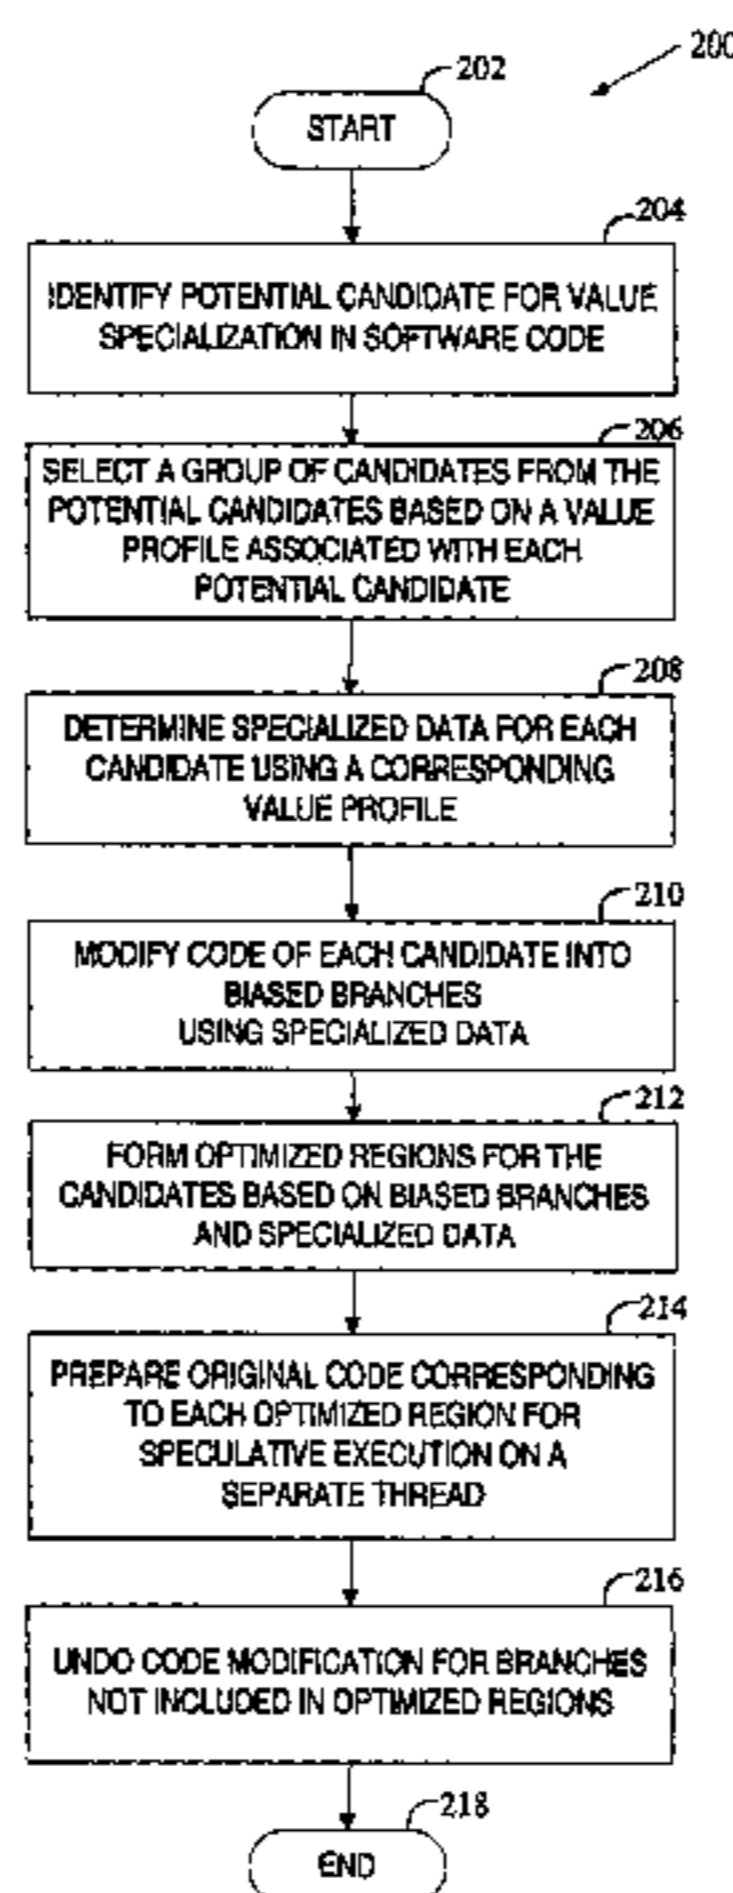 200
202
START
204
IDENTIFY POTENTIAL CANDIDATE FOR VALUE
SPECIALIZATION IN SOFTWARE CODE
206
SELECT A GROUP OF CANDIDATES FROM THE
POTENTIAL CANDIDATES BASED ON A VALUE
PROFILE ASSOCIATED WITH EACH
POTENTIAL CANDIDATE
208
DETERMINE SPECIALIZED DATA FOR EACH
CANDIDATE USING A CORRESPONDING
VALUE PROFILE
210
MODIFY CODE OF EACH CANDIDATE INTO
BIASED BRANCHES
USING SPECIALIZED DATA
212
FORM OPTIMIZED REGIONS FOR THE
CANDIDATES BASED ON BIASED BRANCHES
AND SPECIALIZED DATA
214
PREPARE ORIGINAL CODE CORRESPONDING
TO EACH OPTIMIZED REGION FOR
SPECULATIVE EXECUTION ON A
SEPARATE THREAD
216
UNDO CODE MODIFICATION FOR BRANCHES
NOT INCLUDED IN OPTIMIZED REGIONS
218
END